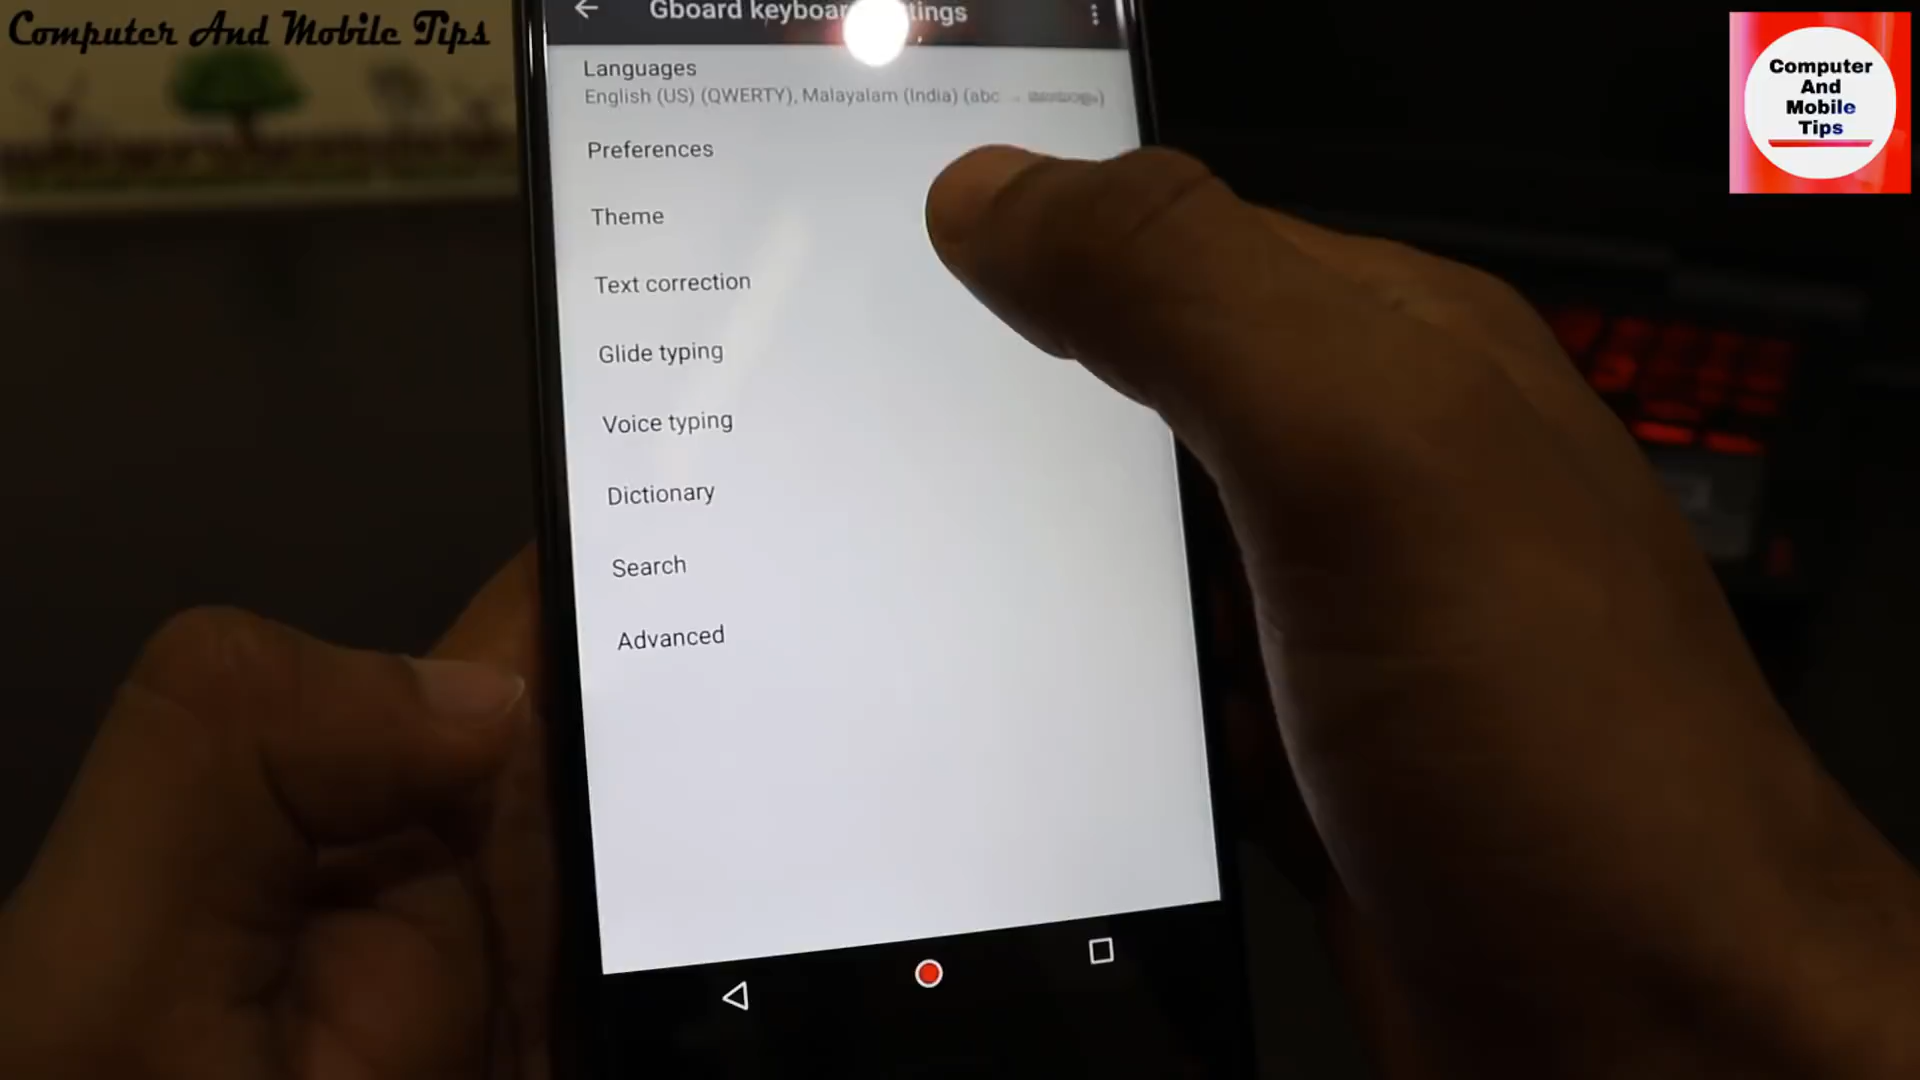 Computer And Mobile Tips
Gboard keyboar tings
Computer
And
Mobile
Tips
Languages
English (US) (QWERTY), Malayalam (India) (abc →
Preferences
Theme
Text correction
Glide typing
Voice typing
Dictionary
Search
Advanced